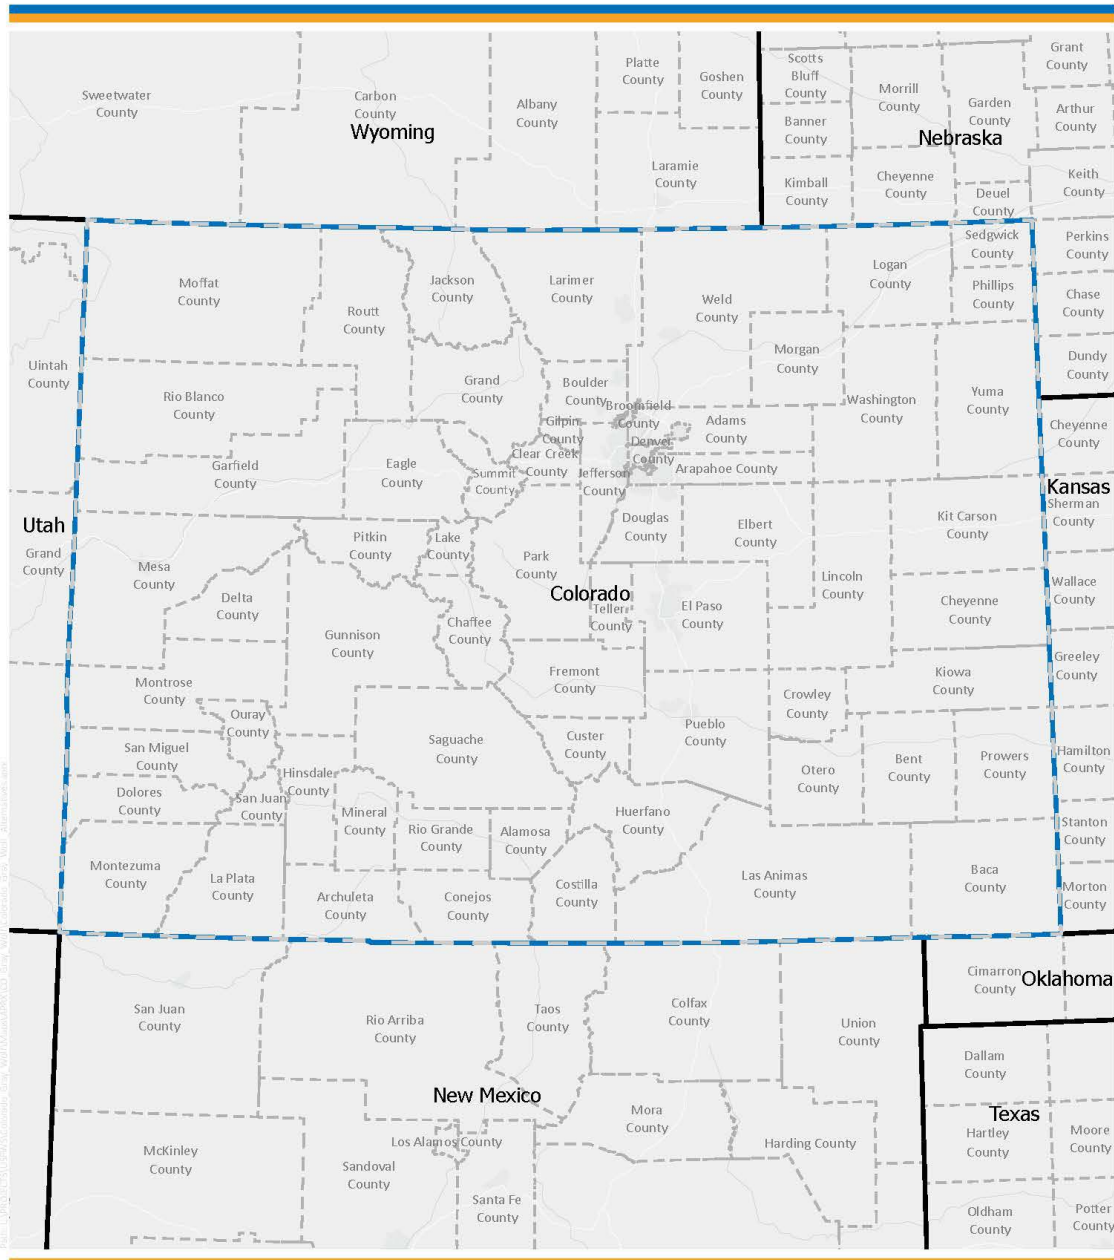 Sweetwater
County
Carbon
County
Wyoming
Albany
County
Platte
County
Goshen
County
Laramie
County
Scotts
Bluff
County
Banner
County
Kimball
County
Morrill
County
Cheyenne
County
Garden
County
Nebraska
Deuel
County
Grant
County
Arthur
County
Keith
County
Perkins
County
Chase
County
Dundy
County
Moffat
County
Routt
County
Jackson
County
Larimer
County
Weld
County
Logan
County
Sedgwick
County
Phillips
County
Uintah
County
Rio Blanco
County
Grand
County
Boulder
County
Broomfield
County
Gilpin
County
Clear Creek
County
Denver
County
Jefferson
County
Adams
County
Arapahoe County
Morgan
County
Washington
County
Yuma
County
Cheyenne
County
Kansas
Sherman
County
Garfield
County
Eagle
County
Summit
County
Utah
Grand
County
Mesa
County
Pitkin
County
Lake
County
Park
County
Douglas
County
Elbert
County
Kit Carson
County
Lincoln
County
Wallace
County
Cheyenne
County
Delta
County
Gunnison
County
Chaffee
County
Colorado
Teller
County
El Paso
County
Greeley
County
Kiowa
County
Montrose
County
Ouray
County
Fremont
County
Crowley
County
San Miguel
County
Saguache
County
Custer
County
Pueblo
County
Otero
County
Bent
County
Prowers
County
Hamilton
County
Dolores
County
San Juan
County
Hinsdale
County
Mineral
County
Rio Grande
County
Alamosa
County
Huerfano
County
Stanton
County
Montezuma
County
La Plata
County
Archuleta
County
Conejos
County
Costilla
County
Las Animas
County
Baca
County
Morton
County
San Juan
County
Rio Arriba
County
Taos
County
Colfax
County
Union
County
Cimarron
County
Oklahoma
Dallam
County
New Mexico
Mora
County
Texas
Hartley
County
Moore
County
McKinley
County
Los Alamos County
Sandoval
County
Santa Fe
County
Harding County
Oldham
County
Potter
County